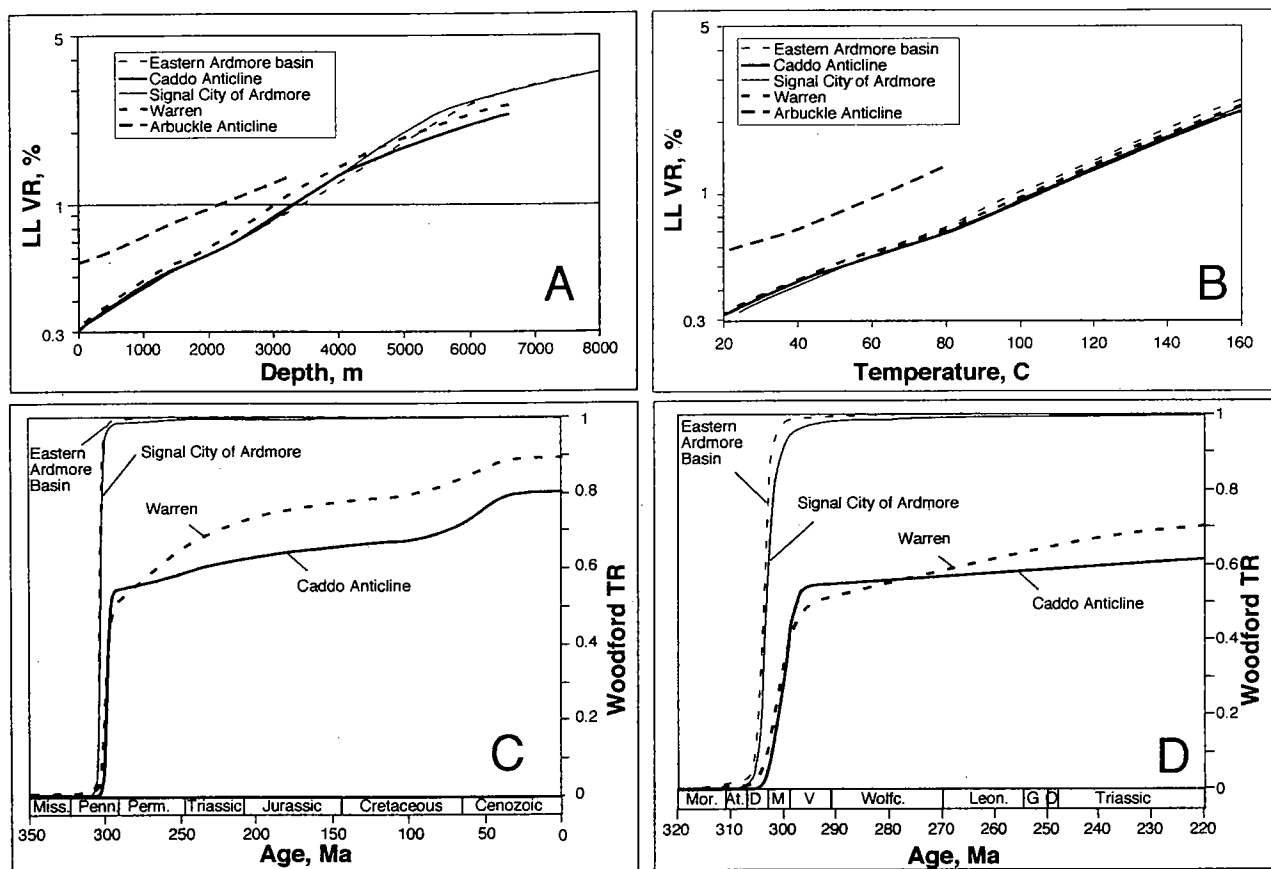 5
Eastern Ardmore basin
Caddo Anticline
Signal City of Ardmore
Warren
Arbuckle Anticline
1
LL VR, %
A
0.3
0 1000 2000 3000 4000 5000 6000 7000 8000
Depth, m
5
Eastern Ardmore basin
Caddo Anticline
Signal City of Ardmore
Warren
Arbuckle Anticline
1
LL VR, %
B
0.3
20 40 60 80 100 120 140 160
Temperature, C
1
Eastern
Ardmore
Basin
Signal City of Ardmore
0.8
Warren
0.6
Caddo Anticline
0.4
0.2
Woodford TR
C
0
Miss. Penn. Perm. Triassic Jurassic Cretaceous Cenozoic
350 300 250 200 150 100 50 0
Age, Ma
1
Eastern
Ardmore
Basin
Signal City of Ardmore
0.8
Warren
0.6
Caddo Anticline
0.4
0.2
Woodford TR
D
0
Mor. At. D M V Wolfc. Leon. G O Triassic
320 310 300 290 280 270 260 250 240 230 220
Age, Ma